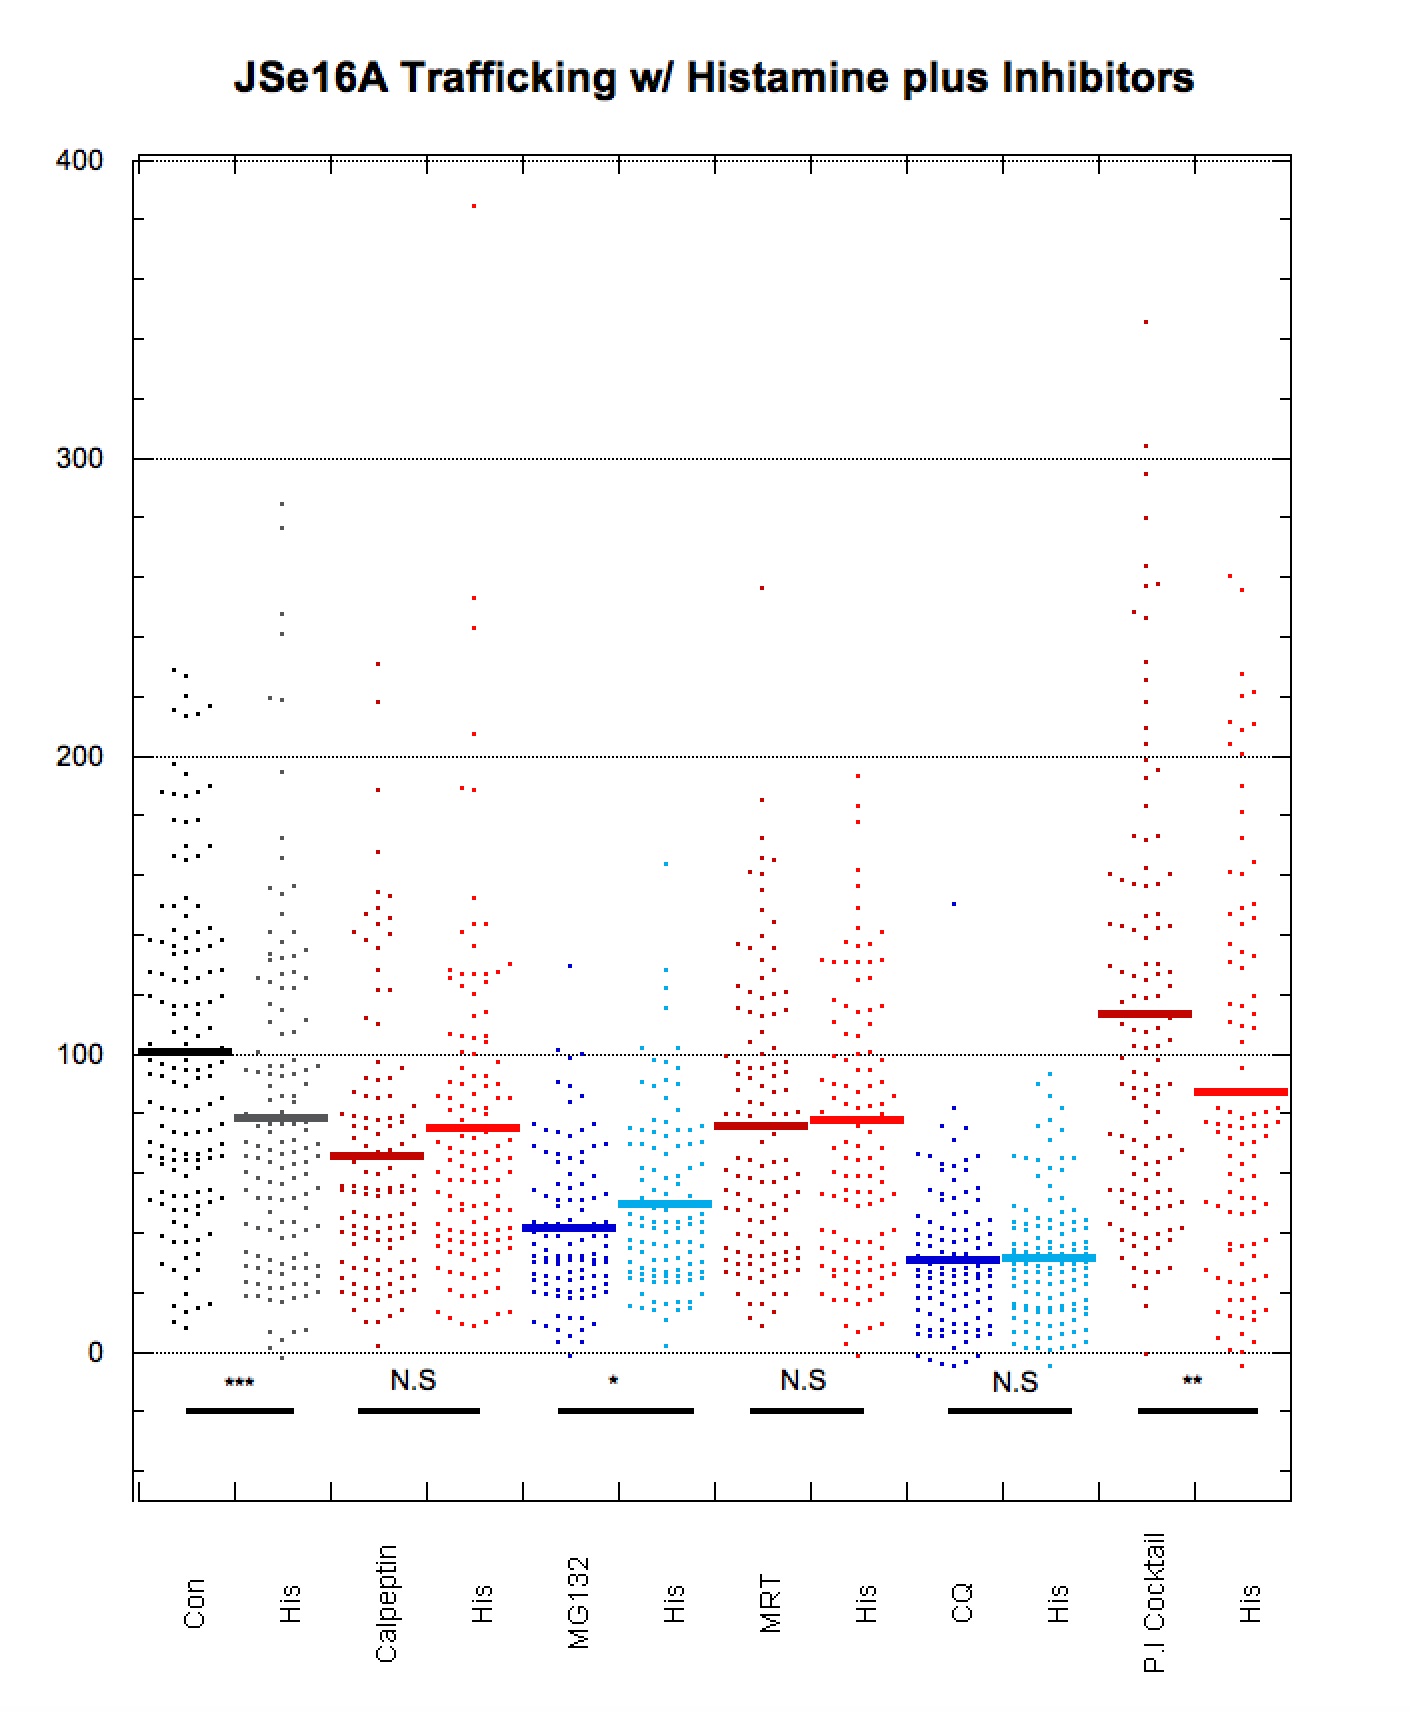 JSe16A Trafficking w/ Histamine plus Inhibitors
400
300
200
100
0
*** N.S * N.S N.S **
Con His Calpeptin His MG132 His MRT His CQ His P.I Cocktail His